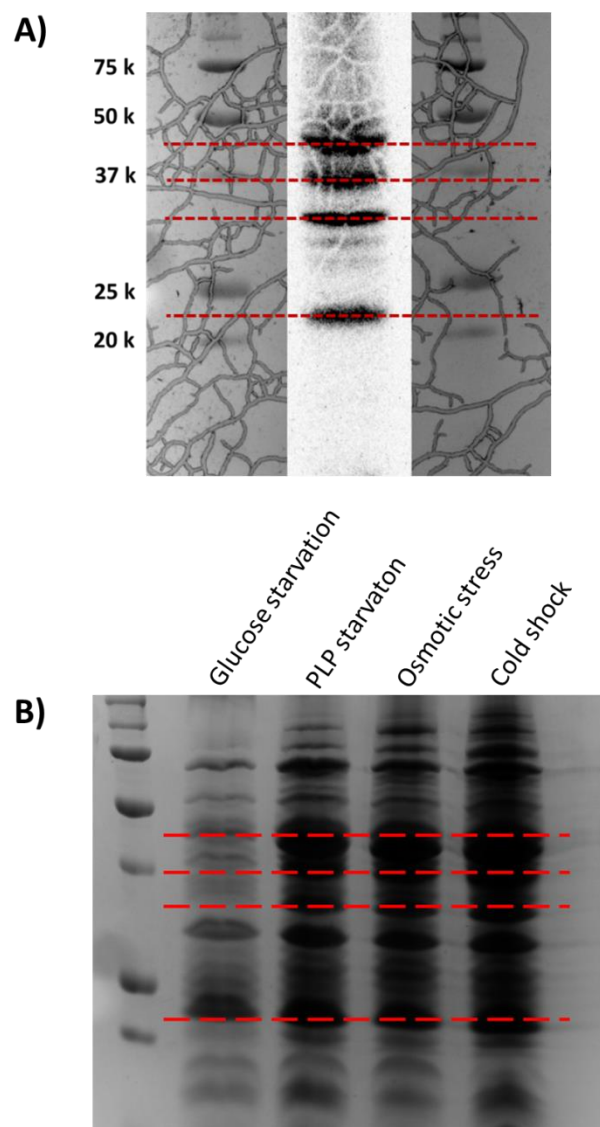 A)
75 k
50 k
37 k
25 k
20 k
Glucose starvation
PLP starvaton
Osmotic stress
Cold shock
B)